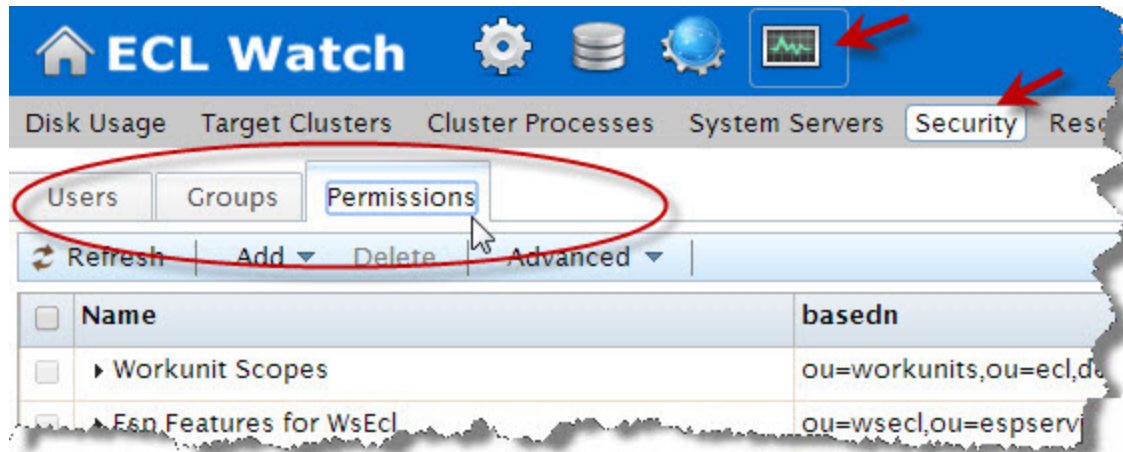 ECL Watch
Disk Usage Target Clusters Cluster Processes System Servers Security
Users Groups Permissions
Refresh Add Delete Advanced
Name basedn
Workunit Scopes ou=workunits,ou=ecl,
Esp Features for WsEcl ou=wsecl,ou=espserv